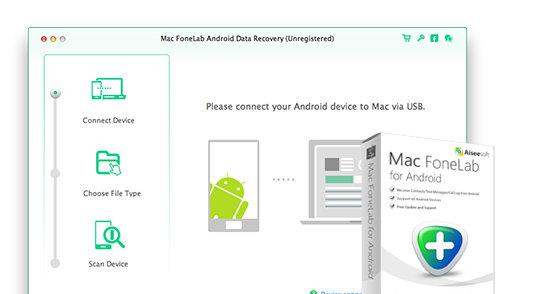 Mac FoneLab Android Data Recovery (Unregistered)
Connect Device
Choose File Type
Scan Device
Please connect your Android device to Mac via USB.
Aiseesoft
Mac FoneLab
for Android
Recover Contacts/Text Messages/Call Log from Android
Support all Android Devices
Free Update and Support
Mac FoneLab for Android
Device conne